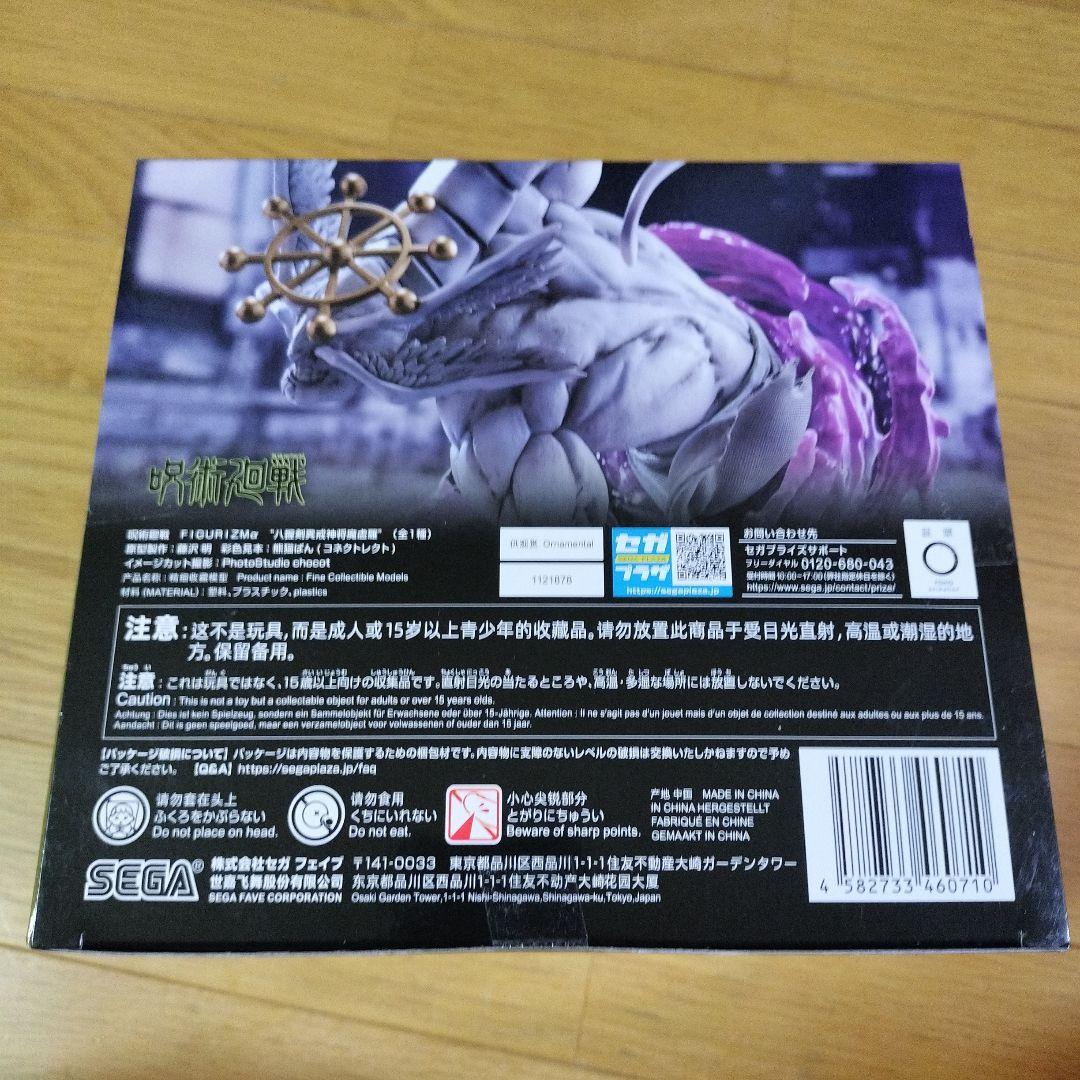 呪術廻戦
呪術廻戦 FIGURIZMα “八握剣異戒神将魔虚羅”（全1種）
原型製作：藤沢 明 彩色見本：熊猫ぱん（コネクトレクト）
イメージカット撮影：PhotoStudio chocot
产品名称：精细收藏模型 Product name : Fine Collectible Models
材料 (MATERIAL)：塑料、プラスチック、plastics
Ornamental
1121878
セガ
プラザ
https://segaplaza.jp
お問い合わせ先
セガプライズサポート
フリーダイヤル 0120-680-043
受付時間 10:00〜17:00（弊社指定休日を除く）
https://www.sega.jp/contact/prize/
注意：这不是玩具，而是成人或15岁以上青少年的收藏品。请勿放置此商品于受日光直射，高温或潮湿的地
方。保留备用。
注意：これは玩具ではなく、15歳以上向けの収集品です。直射日光の当たるところや、高温・多湿な場所には放置しないでください。
Caution : This is not a toy but a collectable object for adults or over 15 years olds.
Achtung : Dies ist kein Spielzeug, sondern ein Sammelobjekt für Erwachsene oder über 15-Jährige. Attention : Il ne s'agit pas d'un jouet mais d'un objet de collection destiné aux adultes ou aux plus de 15 ans.
Aandacht : Dit is geen speelgoed, maar een verzamelobject voor volwassenen of ouder dan 15 jaar.
【パッケージ破損について】パッケージは内容物を保護するための梱包材です。内容物に支障のないレベルの破損は交換いたしかねますので予め
ご了承ください。【Q&A】https://segaplaza.jp/faq
请勿套在头上
ふくろをかぶらない
Do not place on head.
请勿食用
くちにいれない
Do not eat.
小心尖锐部分
とがりにちゅうい
Beware of sharp points.
产地 中国 MADE IN CHINA
IN CHINA HERGESTELLT
FABRIQUÉ EN CHINE
GEMAAKT IN CHINA
SEGA®
株式会社セガ フェイブ 〒141-0033 東京都品川区西品川1-1-1住友不動産大崎ガーデンタワー
世嘉飞舞股份有限公司 东京都品川区西品川1-1-1住友不动产大崎花园大厦
SEGA FAVE CORPORATION Osaki Garden Tower,1-1-1 Nishi-Shinagawa,Shinagawa-ku,Tokyo,Japan
4 582733 460710